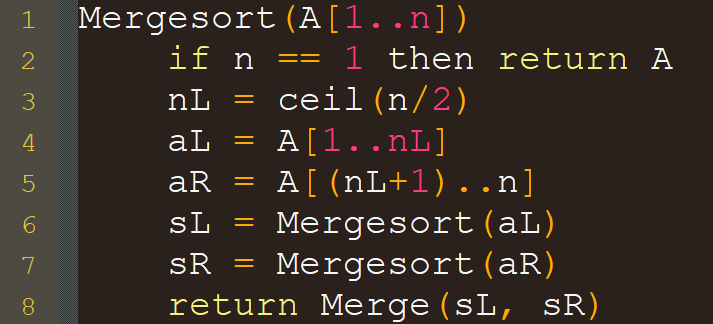 1 Mergesort(A[1..n])
2     if n == 1 then return A
3     nL = ceil(n/2)
4     aL = A[1..nL]
5     aR = A[(nL+1)..n]
6     sL = Mergesort(aL)
7     sR = Mergesort(aR)
8     return Merge(sL, sR)